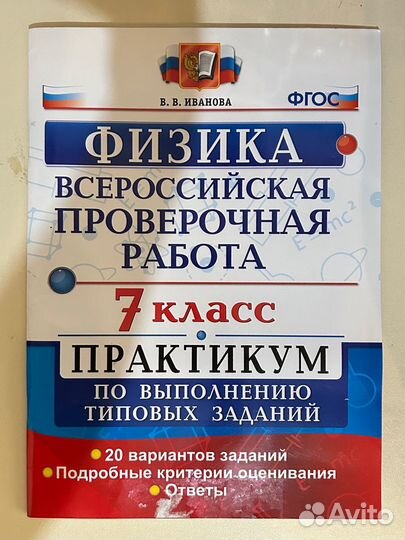 В. В. ИВАНОВА
ФГОС
ФИЗИКА
ВСЕРОССИЙСКАЯ
ПРОВЕРОЧНАЯ
РАБОТА
7 КЛАСС
ПРАКТИКУМ
ПО ВЫПОЛНЕНИЮ
ТИПОВЫХ ЗАДАНИЙ
20 вариантов заданий
Подробные критерии оценивания
Ответы
Avito